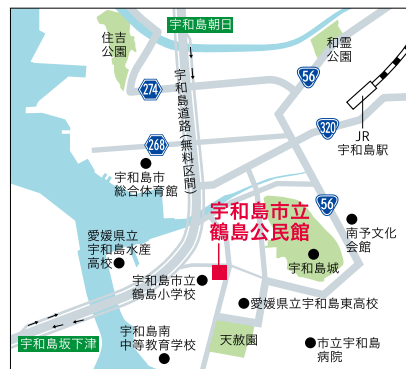 住吉
公園
宇和島朝日
和霊
公園
56
274
宇和島道路(無料区間)
320
JR
宇和島駅
268
宇和島市
総合体育館
宇和島市立
鶴島公民館
56
南予文化
会館
愛媛県立
宇和島水産
高校
宇和島城
宇和島市立
鶴島小学校
愛媛県立宇和島東高校
宇和島坂下津
宇和島南
中等教育学校
天赦園
市立宇和島
病院